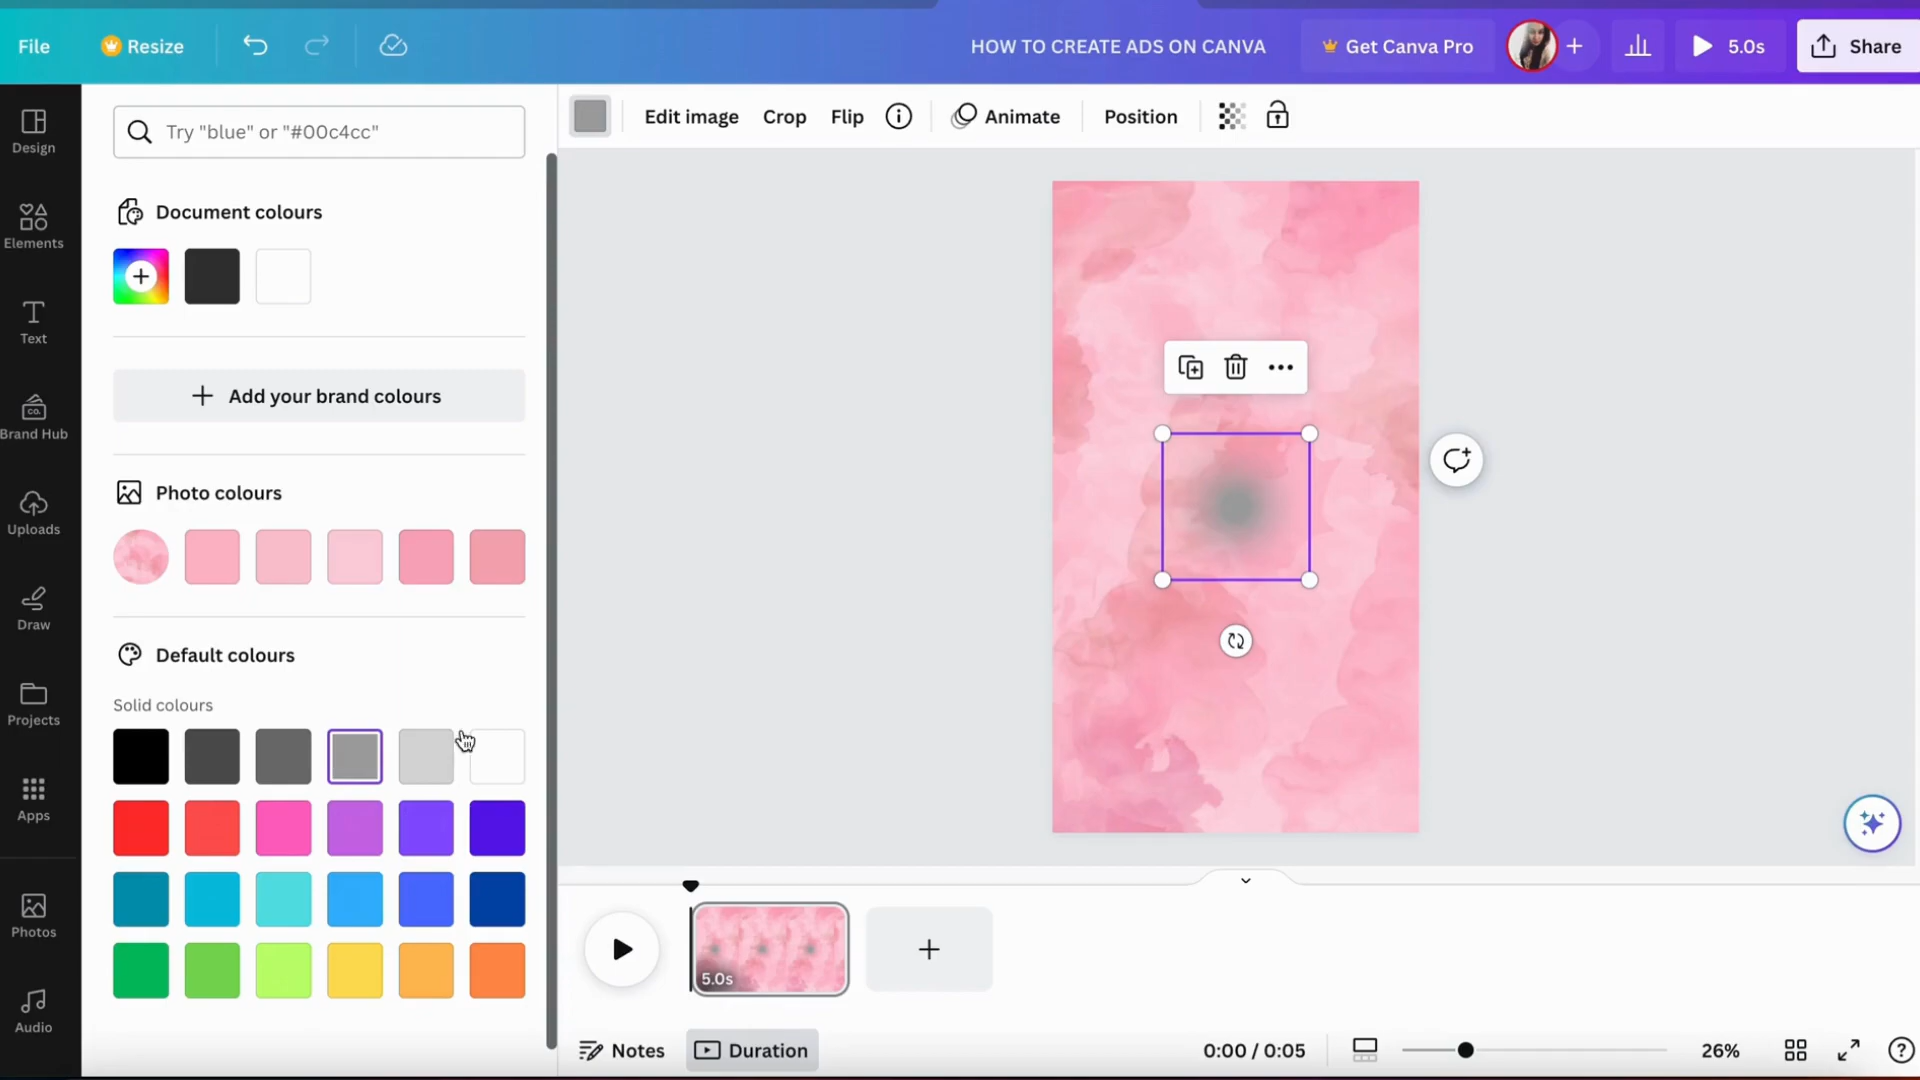 File
Resize
HOW TO CREATE ADS ON CANVA
Get Canva Pro
5.0s
Share
Design
Elements
Text
CO.
Brand Hub
Uploads
Draw
Projects
Apps
Photos
Audio
Try "blue" or "#00c4cc"
Document colours
Add your brand colours
Photo colours
Default colours
Solid colours
Edit image
Crop
Flip
Animate
Position
5.0s
Notes
Duration
0:00 / 0:05
26%